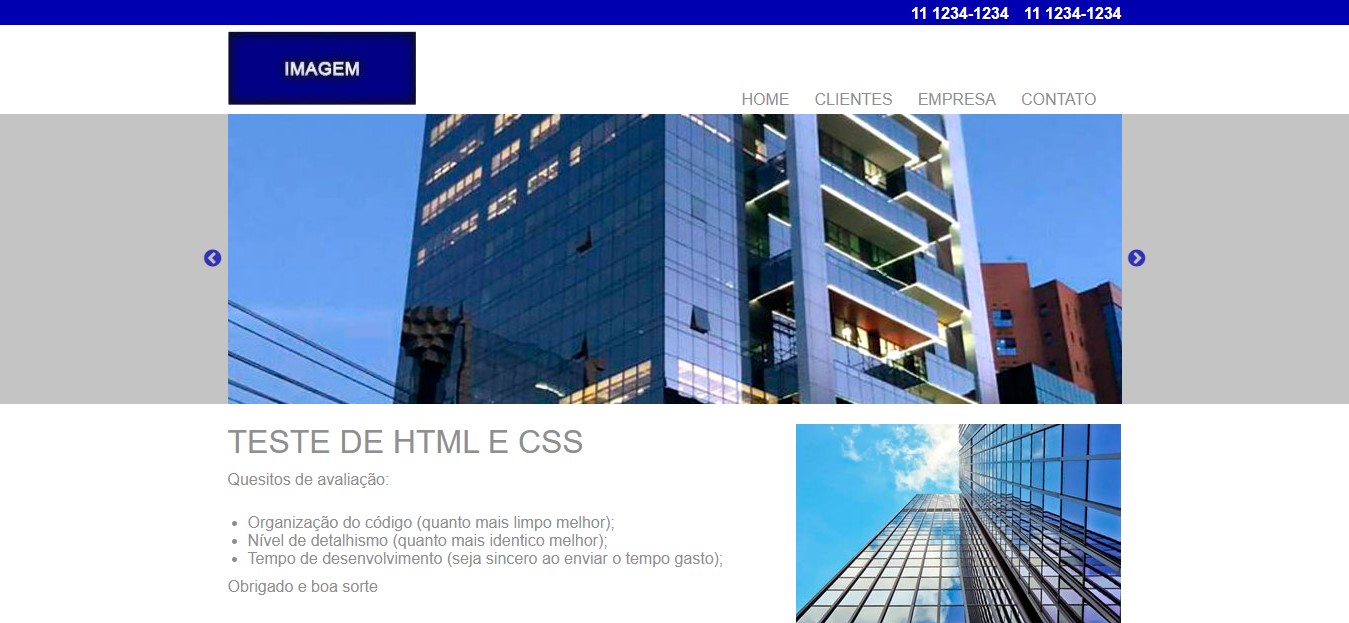 11 1234-1234 11 1234-1234
IMAGEM
HOME CLIENTES EMPRESA CONTATO
TESTE DE HTML E CSS
Quesitos de avaliação:
• Organização do código (quanto mais limpo melhor);
• Nível de detalhismo (quanto mais identico melhor);
• Tempo de desenvolvimento (seja sincero ao enviar o tempo gasto);
Obrigado e boa sorte